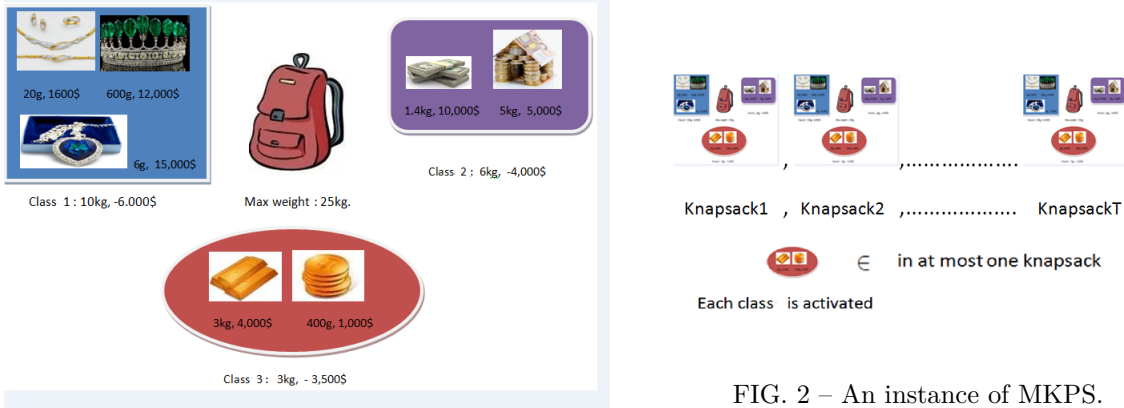 20g, 1600$ 600g, 12,000$
6g, 15,000$
Class 1 : 10kg, -6.000$
Max weight : 25kg.
1.4kg, 10,000$ 5kg, 5,000$
Class 2 ; 6kg, -4,000$
3kg, 4,000$ 400g, 1,000$
Class 3 : 3kg, - 3,500$
, ,.....................
Knapsack1 , Knapsack2 ,.................. KnapsackT
∈ in at most one knapsack
Each class is activated
FIG. 2 – An instance of MKPS.